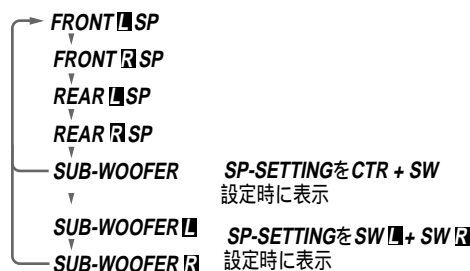 FRONT L SP
FRONT R SP
REAR L SP
REAR R SP
SUB-WOOFER SP-SETTINGをCTR + SW
設定時に表示
SUB-WOOFER L SP-SETTINGをSW L + SW R
SUB-WOOFER R 設定時に表示